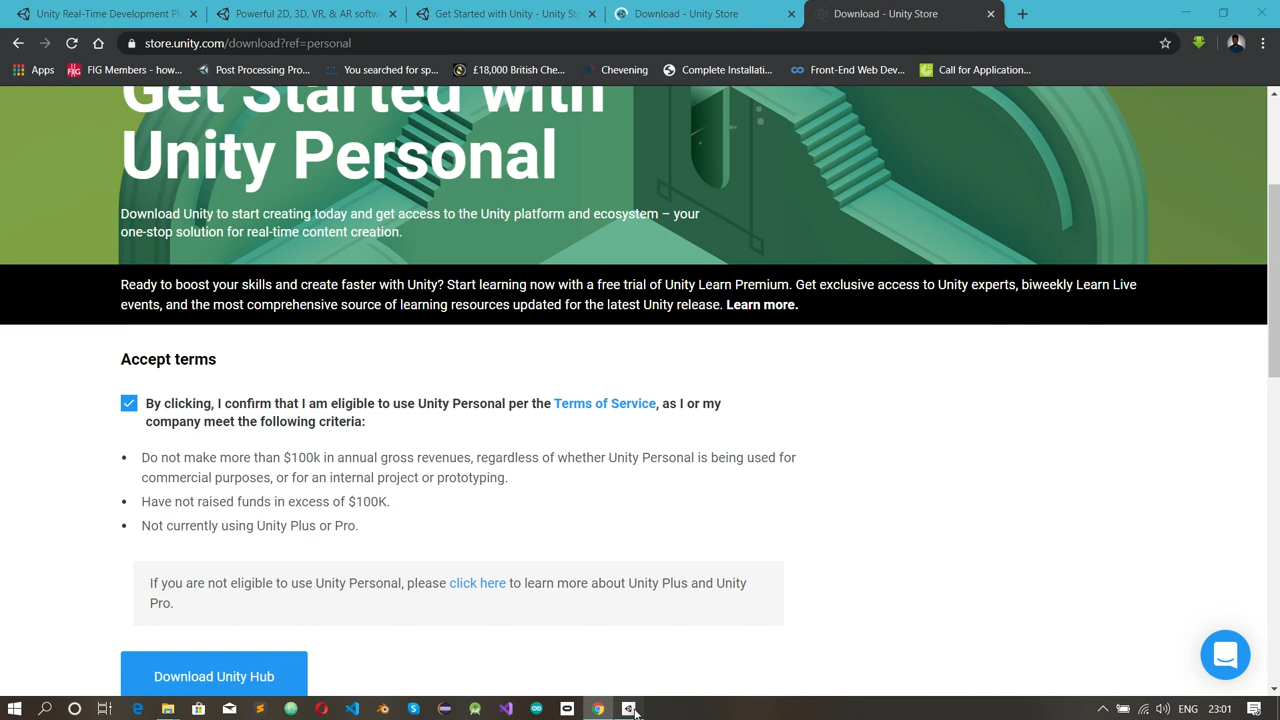 Unity Real-Time Development Pl
Powerful 2D, 3D, VR, & AR softw
Get Started with Unity - Unity Sto
Download - Unity Store
Download - Unity Store
store.unity.com/download?ref=personal
Apps
FIG Members - how...
Post Processing Pro...
You searched for sp...
£18,000 British Che...
Chevening
Complete Installati...
Front-End Web Dev...
Call for Application...
Get Started with
Unity Personal
Download Unity to start creating today and get access to the Unity platform and ecosystem – your
one-stop solution for real-time content creation.
Ready to boost your skills and create faster with Unity? Start learning now with a free trial of Unity Learn Premium. Get exclusive access to Unity experts, biweekly Learn Live
events, and the most comprehensive source of learning resources updated for the latest Unity release. Learn more.
Accept terms
By clicking, I confirm that I am eligible to use Unity Personal per the Terms of Service, as I or my
company meet the following criteria:
• Do not make more than $100k in annual gross revenues, regardless of whether Unity Personal is being used for
commercial purposes, or for an internal project or prototyping.
• Have not raised funds in excess of $100K.
• Not currently using Unity Plus or Pro.
If you are not eligible to use Unity Personal, please click here to learn more about Unity Plus and Unity
Pro.
Download Unity Hub
ENG
23:01